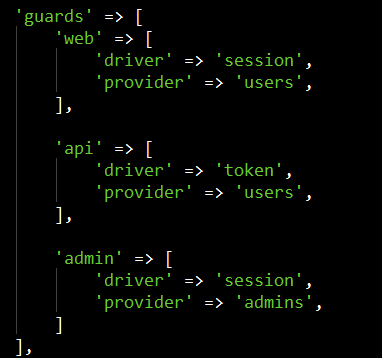 'guards' => [
    'web' => [
        'driver' => 'session',
        'provider' => 'users',
    ],

    'api' => [
        'driver' => 'token',
        'provider' => 'users',
    ],

    'admin' => [
        'driver' => 'session',
        'provider' => 'admins',
    ]
],